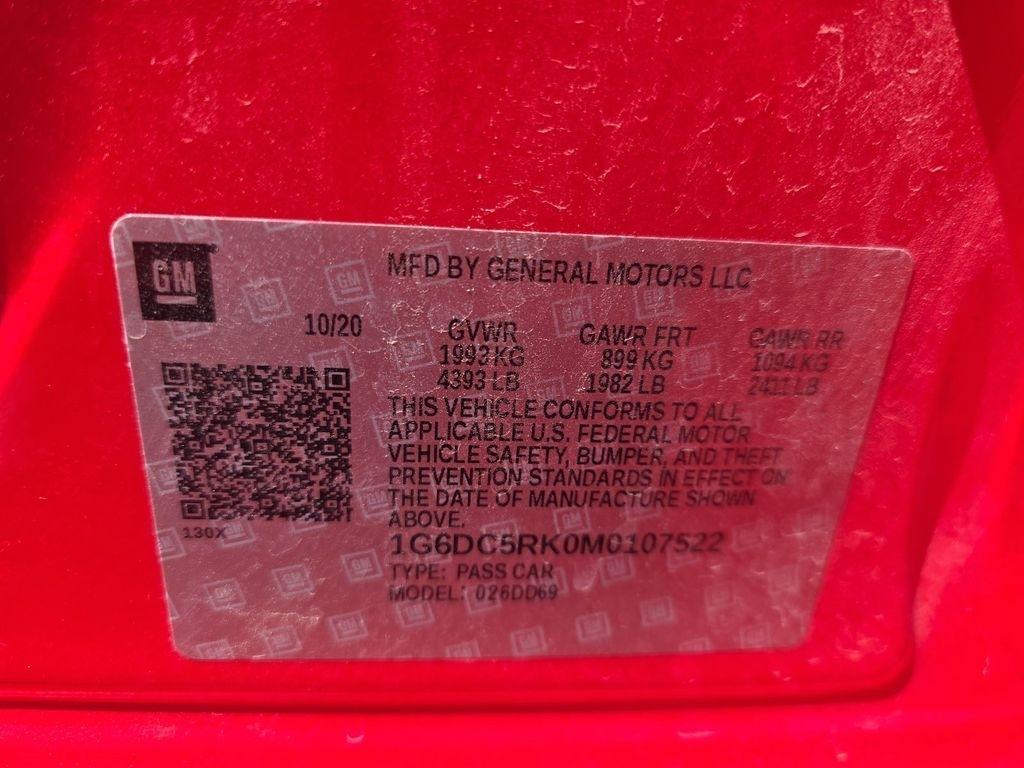 GM
MFD BY GENERAL MOTORS LLC
10/20 GVWR GAWR FRT GAWR RR
1993 KG 899 KG 1094 KG
4393 LB 1982 LB 2411 LB
THIS VEHICLE CONFORMS TO ALL
APPLICABLE U.S. FEDERAL MOTOR
VEHICLE SAFETY, BUMPER, AND THEFT
PREVENTION STANDARDS IN EFFECT ON
THE DATE OF MANUFACTURE SHOWN
ABOVE.
130X
1G6DC5RK0M0107522
TYPE: PASS CAR
MODEL: 026DD69